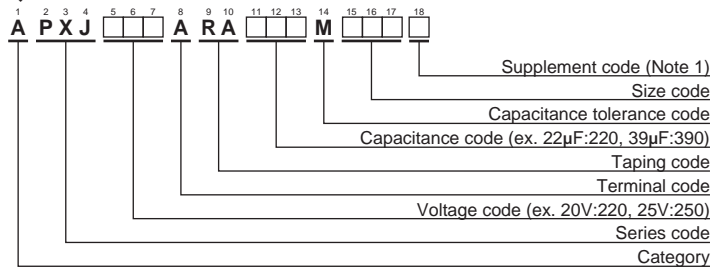 1 2 3 4 5 6 7 8 9 10 11 12 13 14 15 16 17 18
A PXJ □□□ A RA □□□ M □□□ □
Supplement code (Note 1)
Size code
Capacitance tolerance code
Capacitance code (ex. 22µF:220, 39µF:390)
Taping code
Terminal code
Voltage code (ex. 20V:220, 25V:250)
Series code
Category